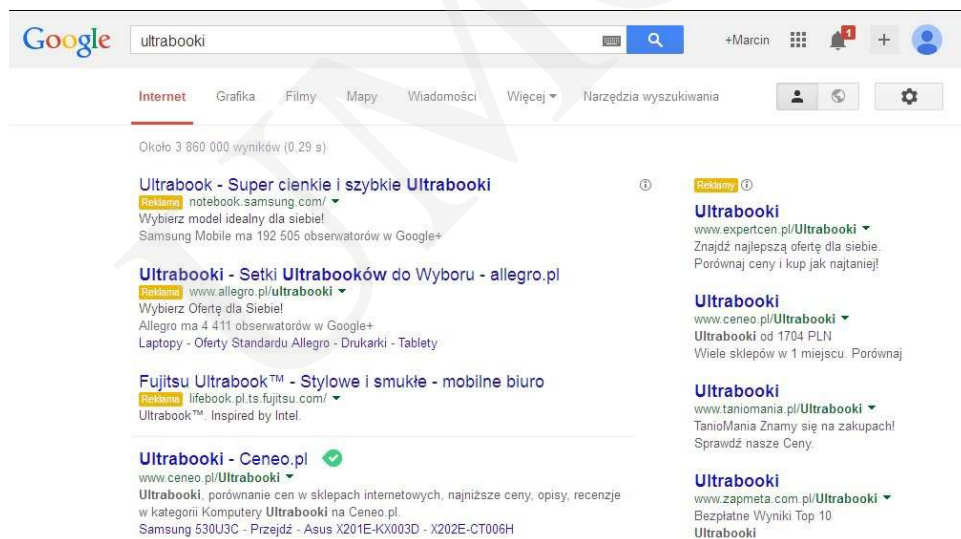 Google
ultrabooki
+Marcin
1
+
Internet Grafika Filmy Mapy Wiadomości Więcej Narzędzia wyszukiwania
Około 3 860 000 wyników (0,29 s)
Ultrabook - Super cienkie i szybkie Ultrabooki
Reklama notebook.samsung.com/
Wybierz model idealny dla siebie!
Samsung Mobile ma 192 505 obserwatorów w Google+
Ultrabooki - Setki Ultrabooków do Wyboru - allegro.pl
Reklama www.allegro.pl/ultrabooki
Wybierz Ofertę dla Siebie!
Allegro ma 4 411 obserwatorów w Google+
Laptopy - Oferty Standardu Allegro - Drukarki - Tablety
Fujitsu Ultrabook™ - Stylowe i smukłe - mobilne biuro
Reklama lifebook.pl.ts.fujitsu.com/
Ultrabook™. Inspired by Intel.
Ultrabooki - Ceneo.pl
www.ceneo.pl/Ultrabooki
Ultrabooki, porównanie cen w sklepach internetowych, najniższe ceny, opisy, recenzje
w kategorii Komputery Ultrabooki na Ceneo.pl.
Samsung 530U3C - Przejdź - Asus X201E-KX003D - X202E-CT006H
Reklamy
Ultrabooki
www.expertcen.pl/Ultrabooki
Znajdź najlepszą ofertę dla siebie.
Porównaj ceny i kup jak najtaniej!
Ultrabooki
www.ceneo.pl/Ultrabooki
Ultrabooki od 1704 PLN
Wiele sklepów w 1 miejscu. Porównaj
Ultrabooki
www.taniomania.pl/Ultrabooki
TanioMania Znamy się na zakupach!
Sprawdź nasze Ceny.
Ultrabooki
www.zapmeta.com.pl/Ultrabooki
Bezpłatne Wyniki Top 10
Ultrabooki